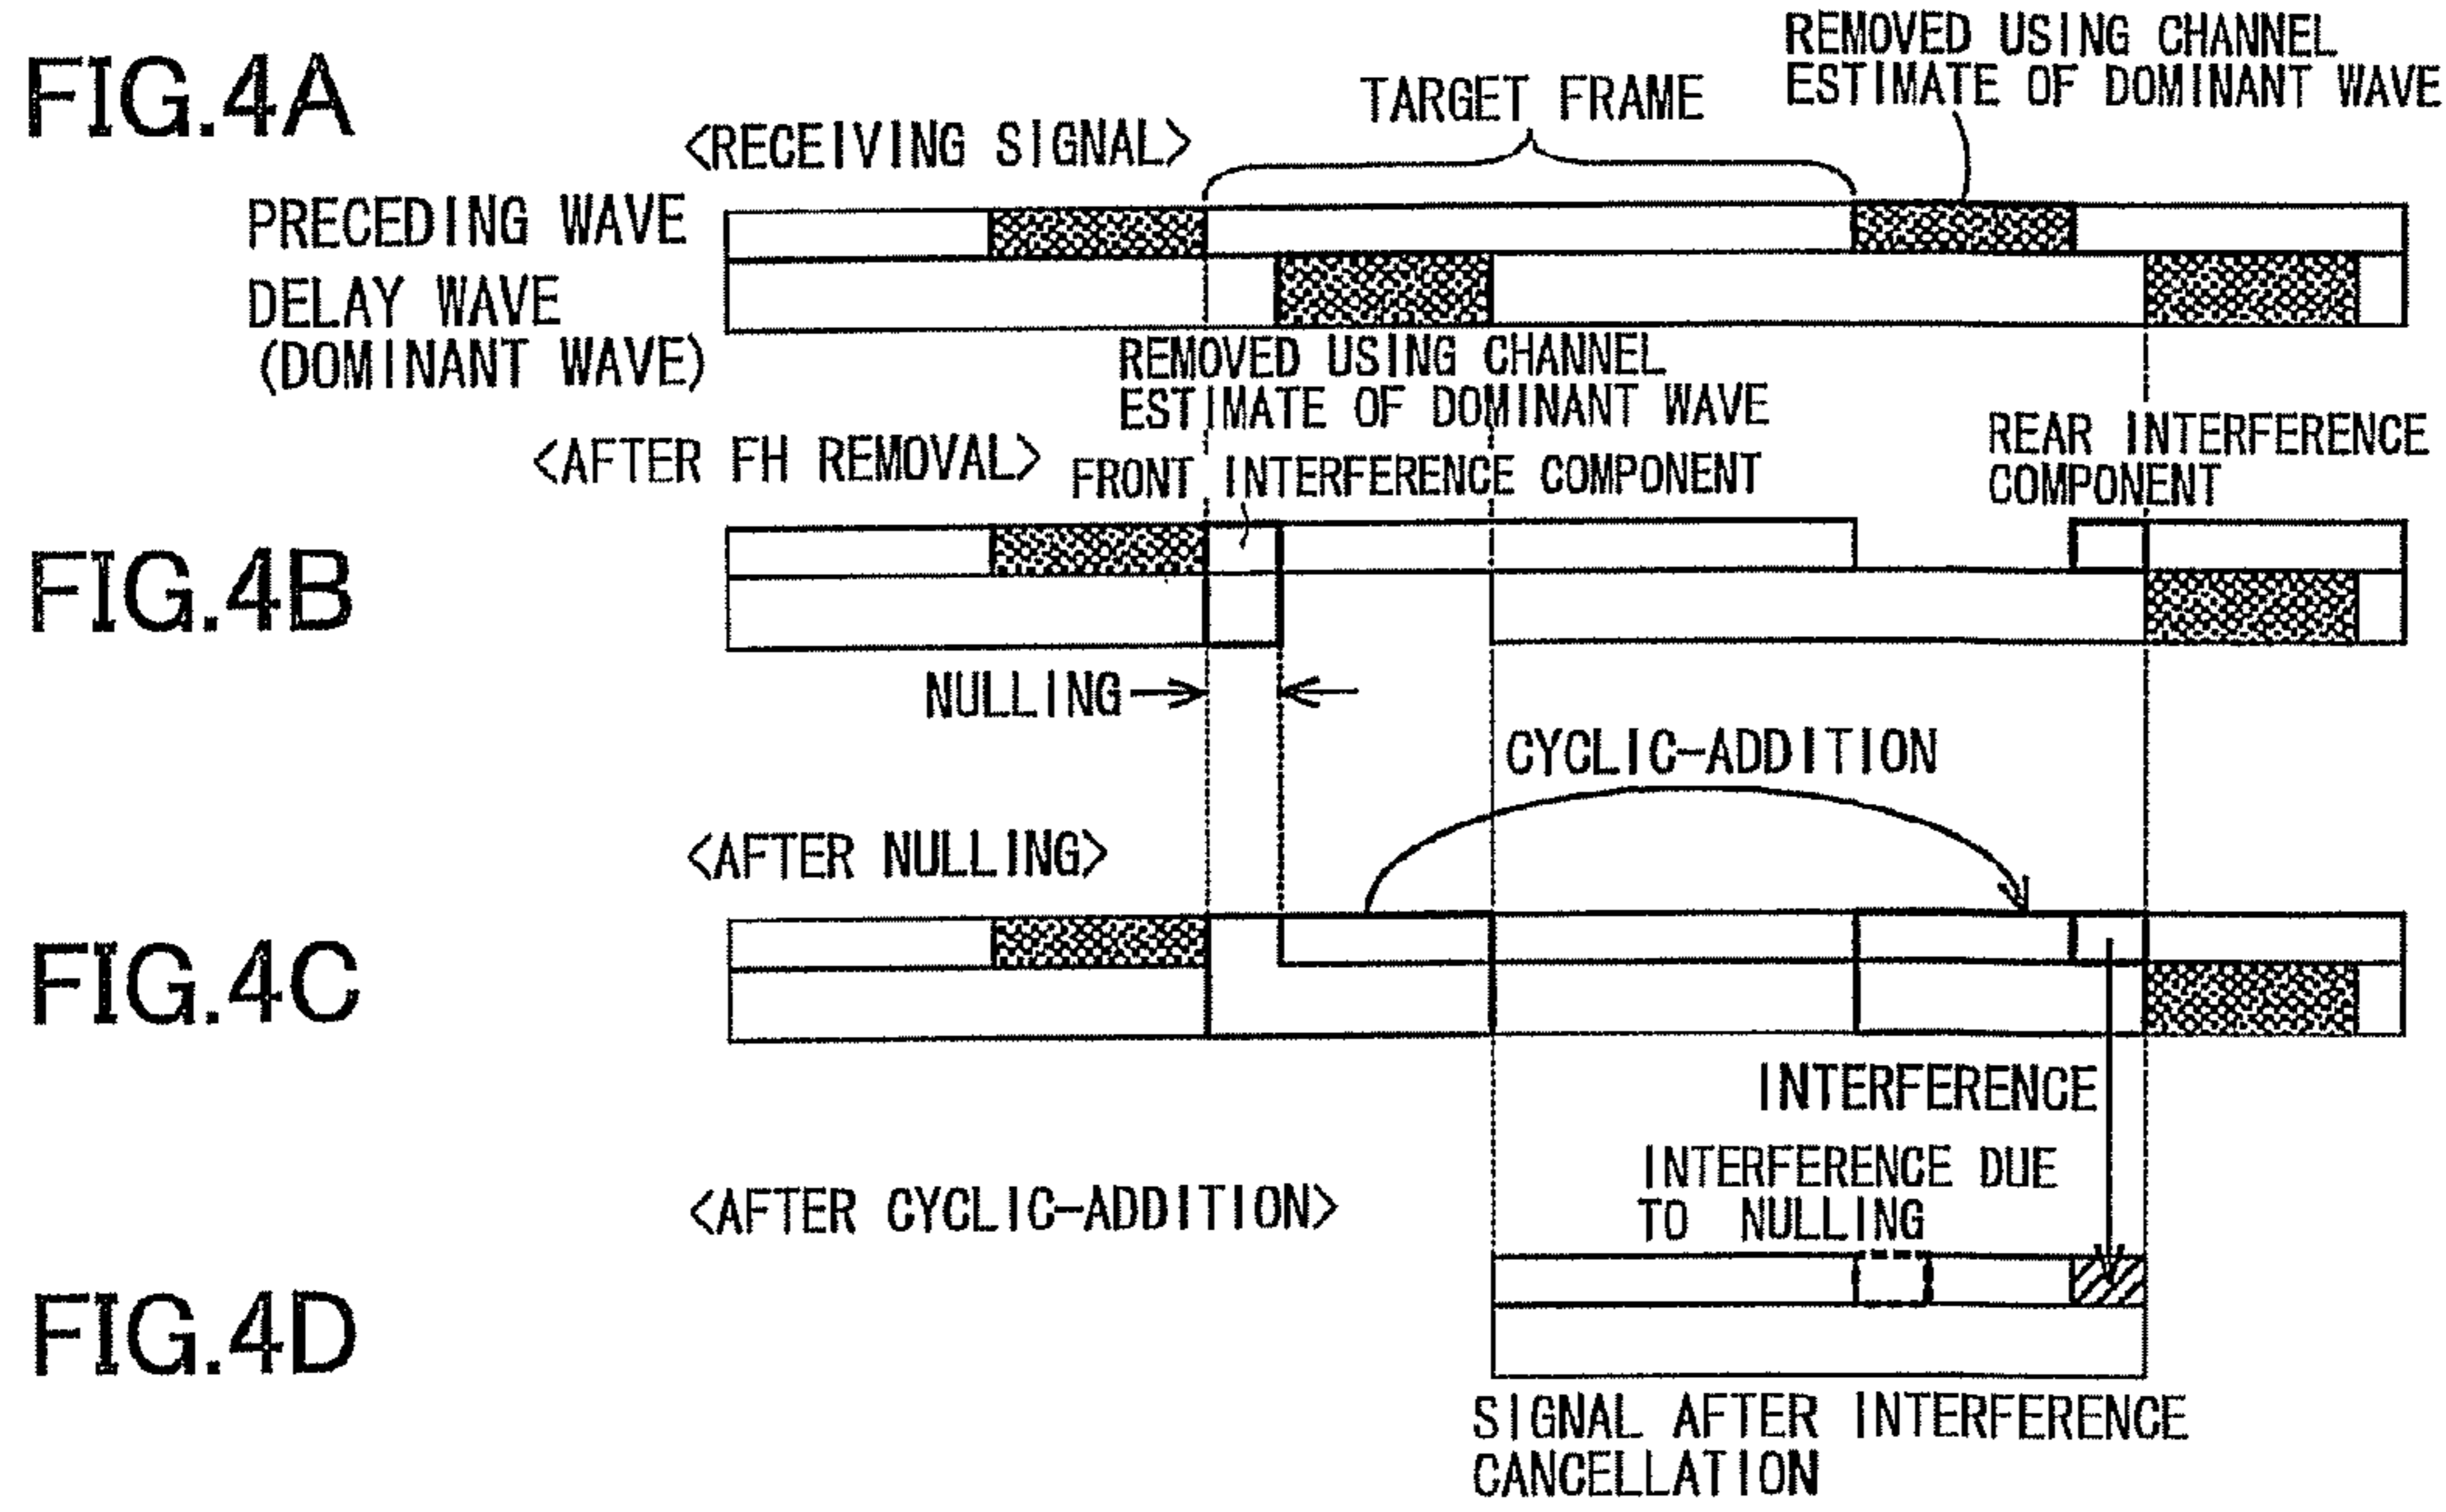 FIG.4A
<RECEIVING SIGNAL>
TARGET FRAME
REMOVED USING CHANNEL
ESTIMATE OF DOMINANT WAVE
PRECEDING WAVE
DELAY WAVE
(DOMINANT WAVE)
REMOVED USING CHANNEL
ESTIMATE OF DOMINANT WAVE
FIG.4B
<AFTER FH REMOVAL>
FRONT INTERFERENCE COMPONENT
REAR INTERFERENCE
COMPONENT
NULLING
CYCLIC-ADDITION
FIG.4C
<AFTER NULLING>
INTERFERENCE
FIG.4D
<AFTER CYCLIC-ADDITION>
INTERFERENCE DUE
TO NULLING
SIGNAL AFTER INTERFERENCE
CANCELLATION